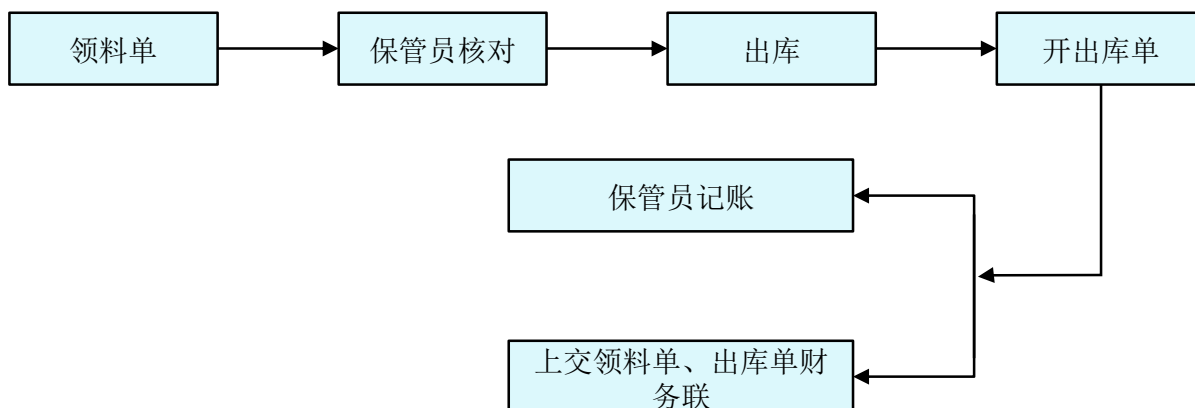 领料单
保管员核对
出库
开出库单
保管员记账
上交领料单、出库单财
务联